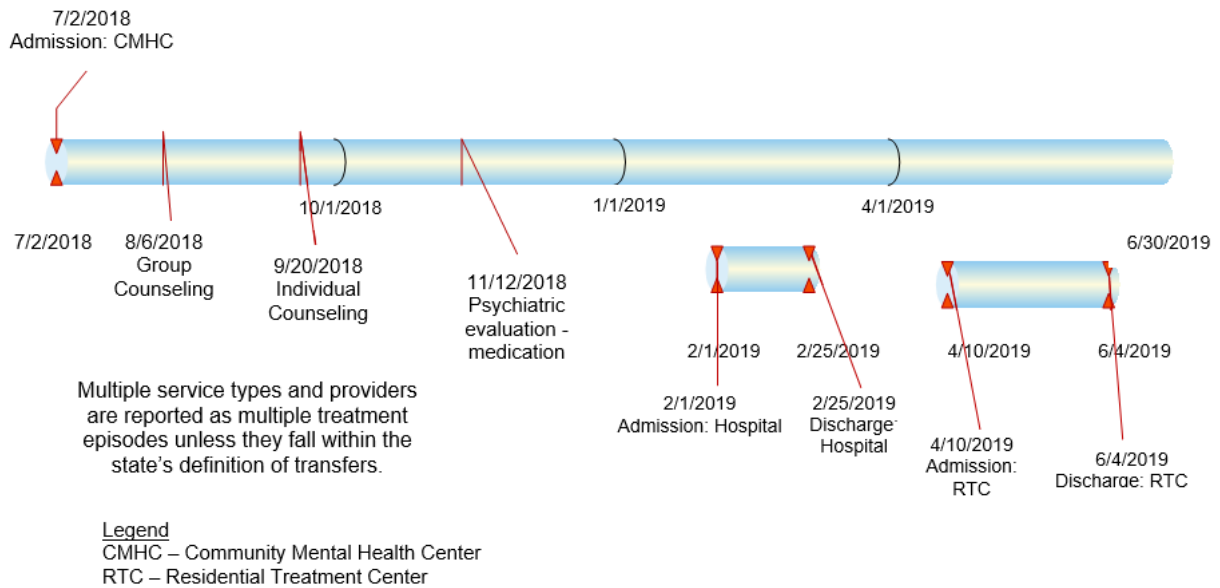 7/2/2018
Admission: CMHC
10/1/2018
1/1/2019
4/1/2019
7/2/2018
8/6/2018
Group
Counseling
9/20/2018
Individual
Counseling
11/12/2018
Psychiatric
evaluation -
medication
6/30/2019
2/1/2019
2/25/2019
4/10/2019
6/4/2019
2/1/2019
Admission: Hospital
2/25/2019
Discharge:
Hospital
4/10/2019
Admission:
RTC
6/4/2019
Discharge: RTC
Multiple service types and providers
are reported as multiple treatment
episodes unless they fall within the
state’s definition of transfers.
Legend
CMHC – Community Mental Health Center
RTC – Residential Treatment Center